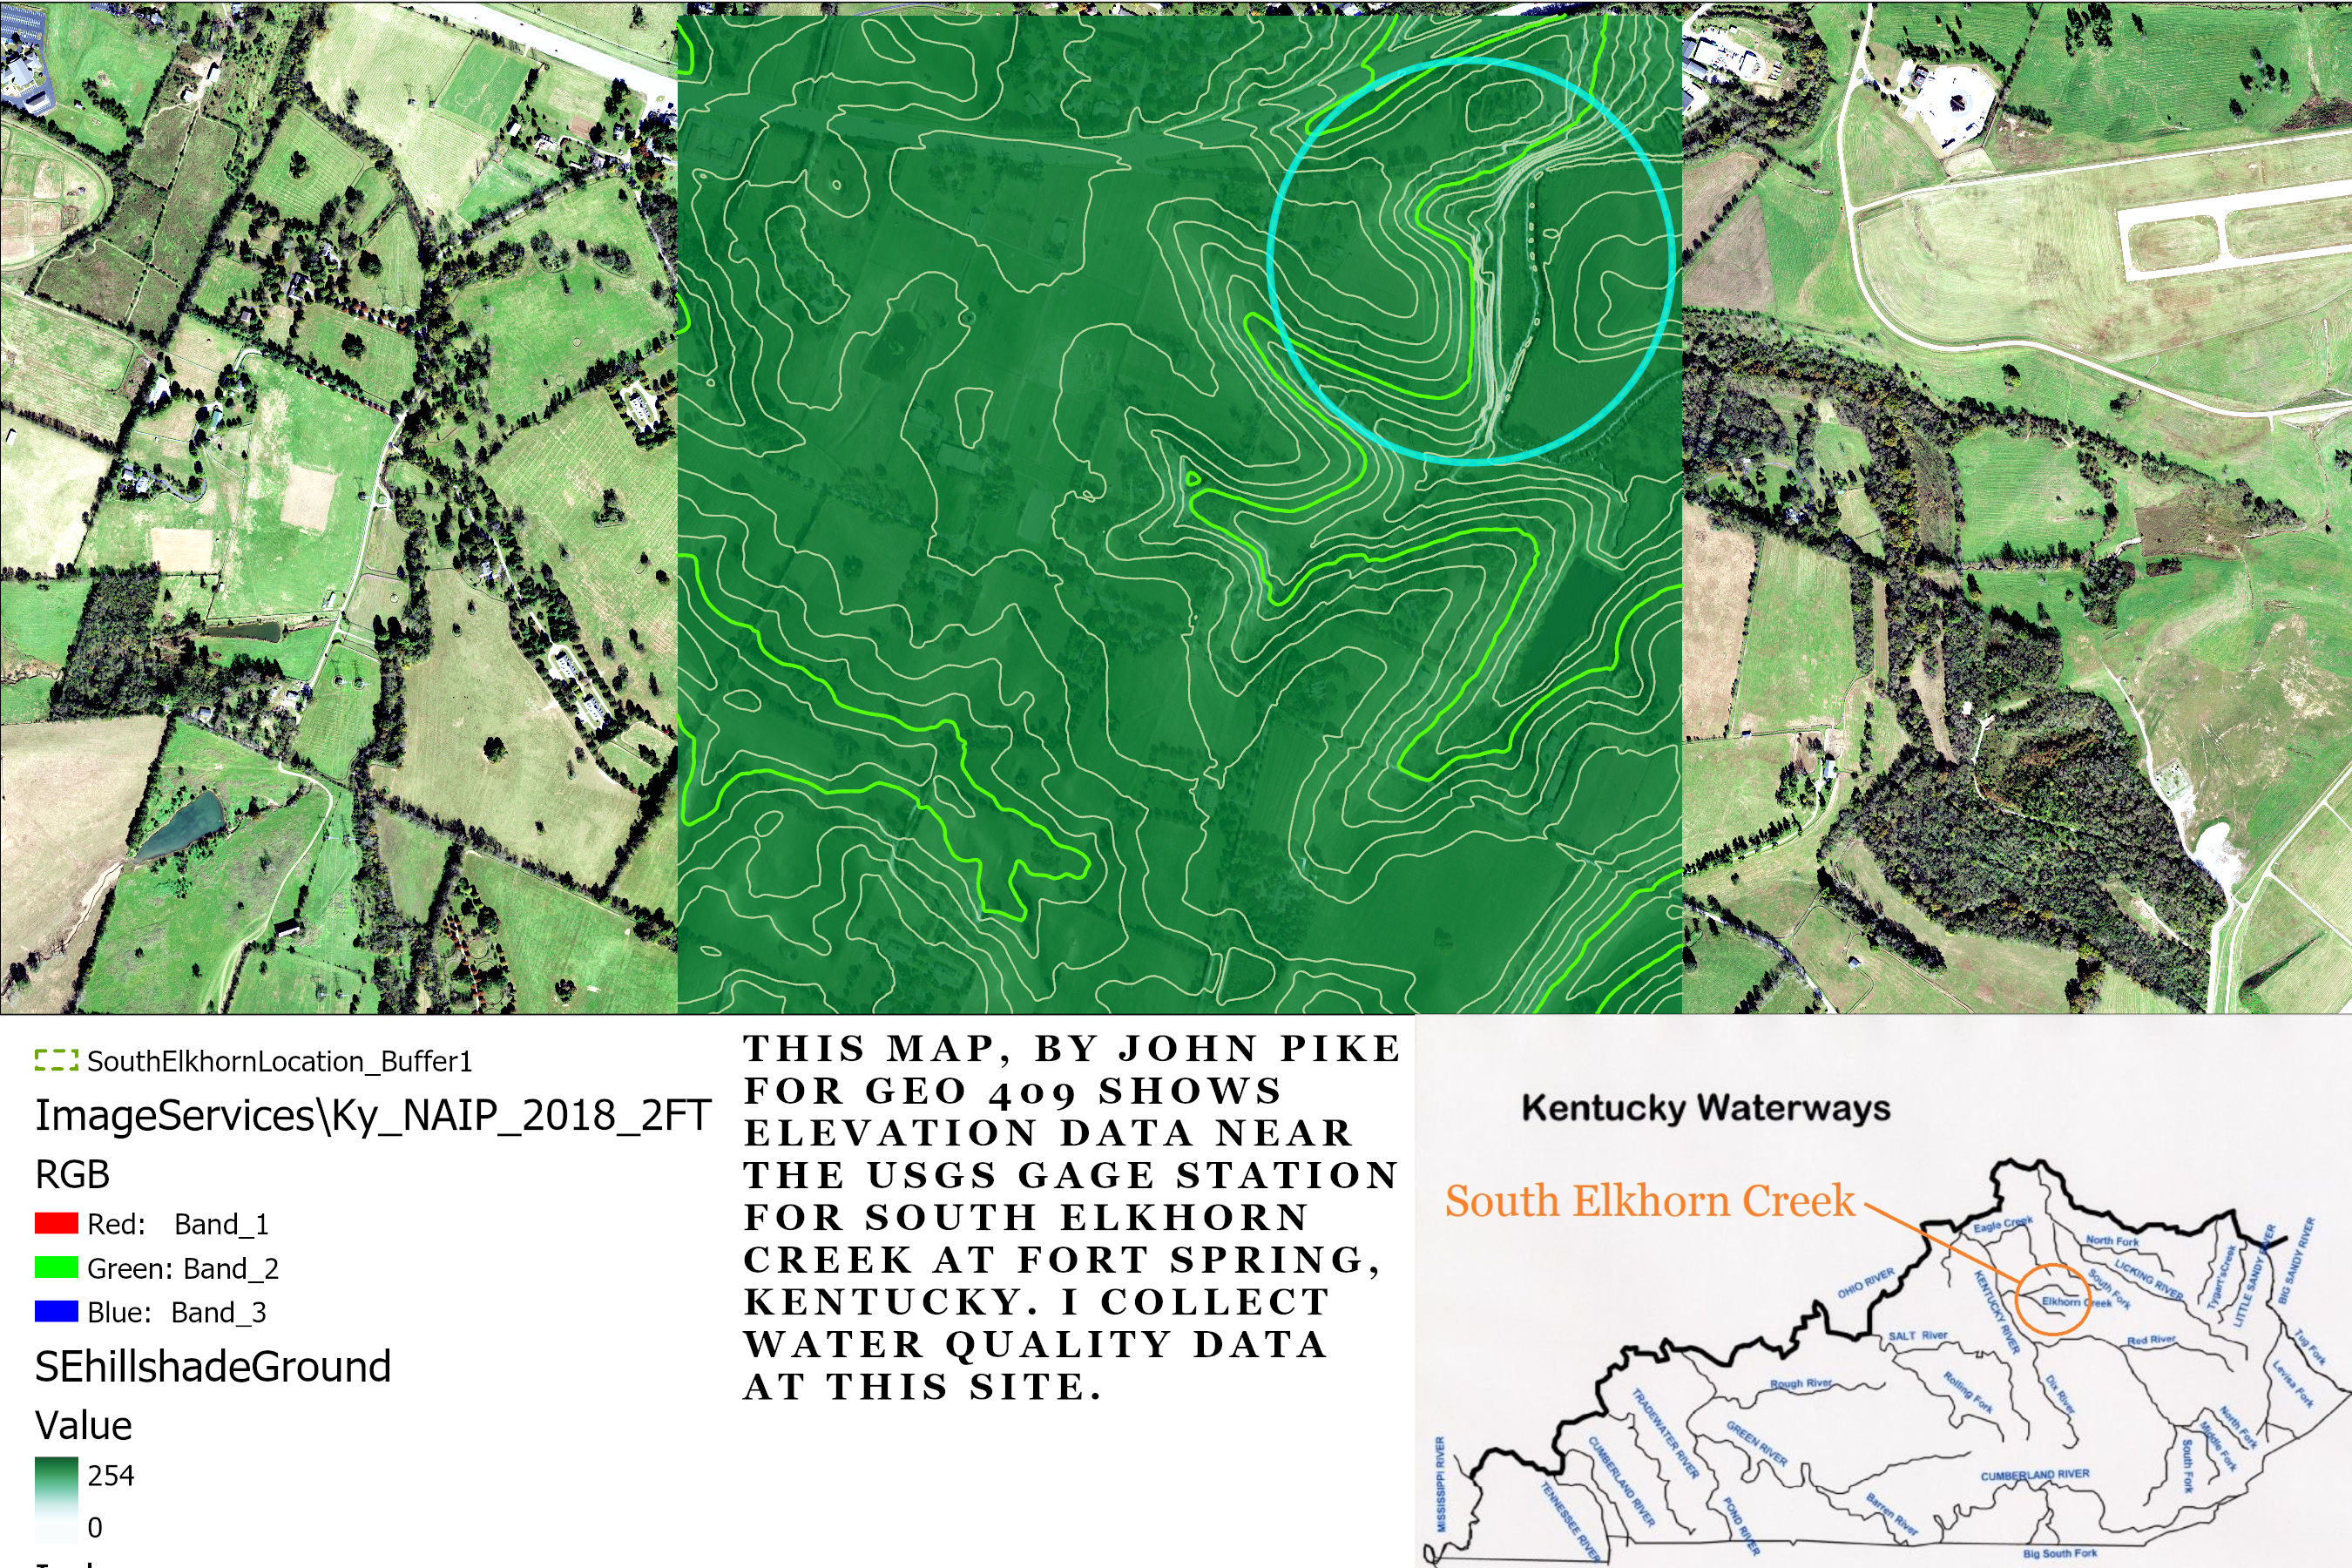 SouthElkhornLocation_Buffer1
ImageServices\Ky_NAIP_2018_2FT
RGB
Red: Band_1
Green: Band_2
Blue: Band_3
SEhillshadeGround
Value
254
0
THIS MAP, BY JOHN PIKE
FOR GEO 409 SHOWS
ELEVATION DATA NEAR
THE USGS GAGE STATION
FOR SOUTH ELKHORN
CREEK AT FORT SPRING,
KENTUCKY. I COLLECT
WATER QUALITY DATA
AT THIS SITE.
Kentucky Waterways
South Elkhorn Creek
Eagle Creek
North Fork
LICKING RIVER
South Fork
Tygart'sCreek
LITTLE SANDY RIVER
BIG SANDY RIVER
OHIO RIVER
KENTUCKY RIVER
Elkhorn Creek
SALT River
Red River
Tug Fork
Levisa Fork
Rough River
Rolling Fork
Dix River
TRADEWATER RIVER
GREEN RIVER
North Fork
Middle Fork
South Fork
MISSISSIPPI RIVER
CUMBERLAND RIVER
CUMBERLAND RIVER
TENNESSEE RIVER
POND RIVER
Barren River
Big South Fork